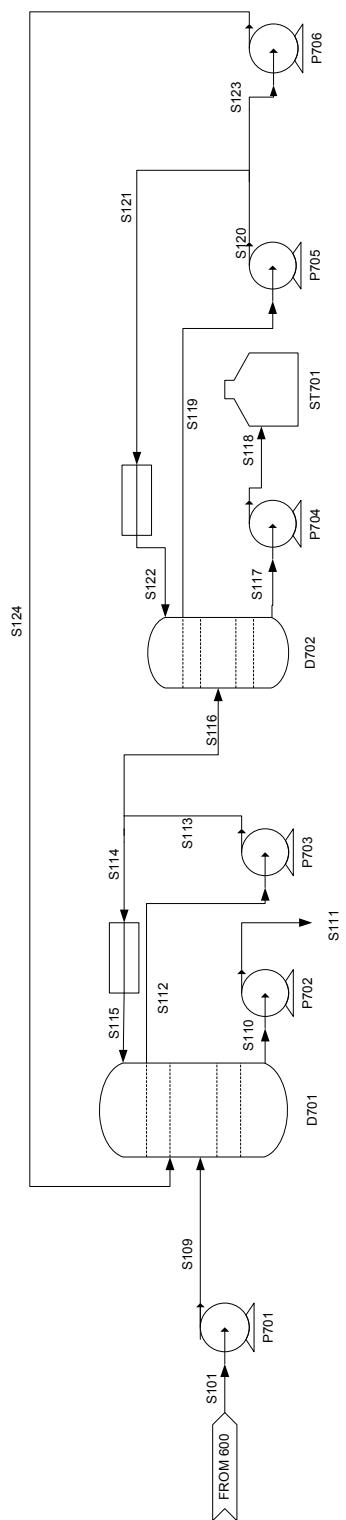 FROM 600
S101
P701
S109
D701
S110
P702
S111
S112
P703
S113
S114
S115
S116
D702
S117
P704
S118
ST701
S119
P705
S120
S121
S122
S123
P706
S124